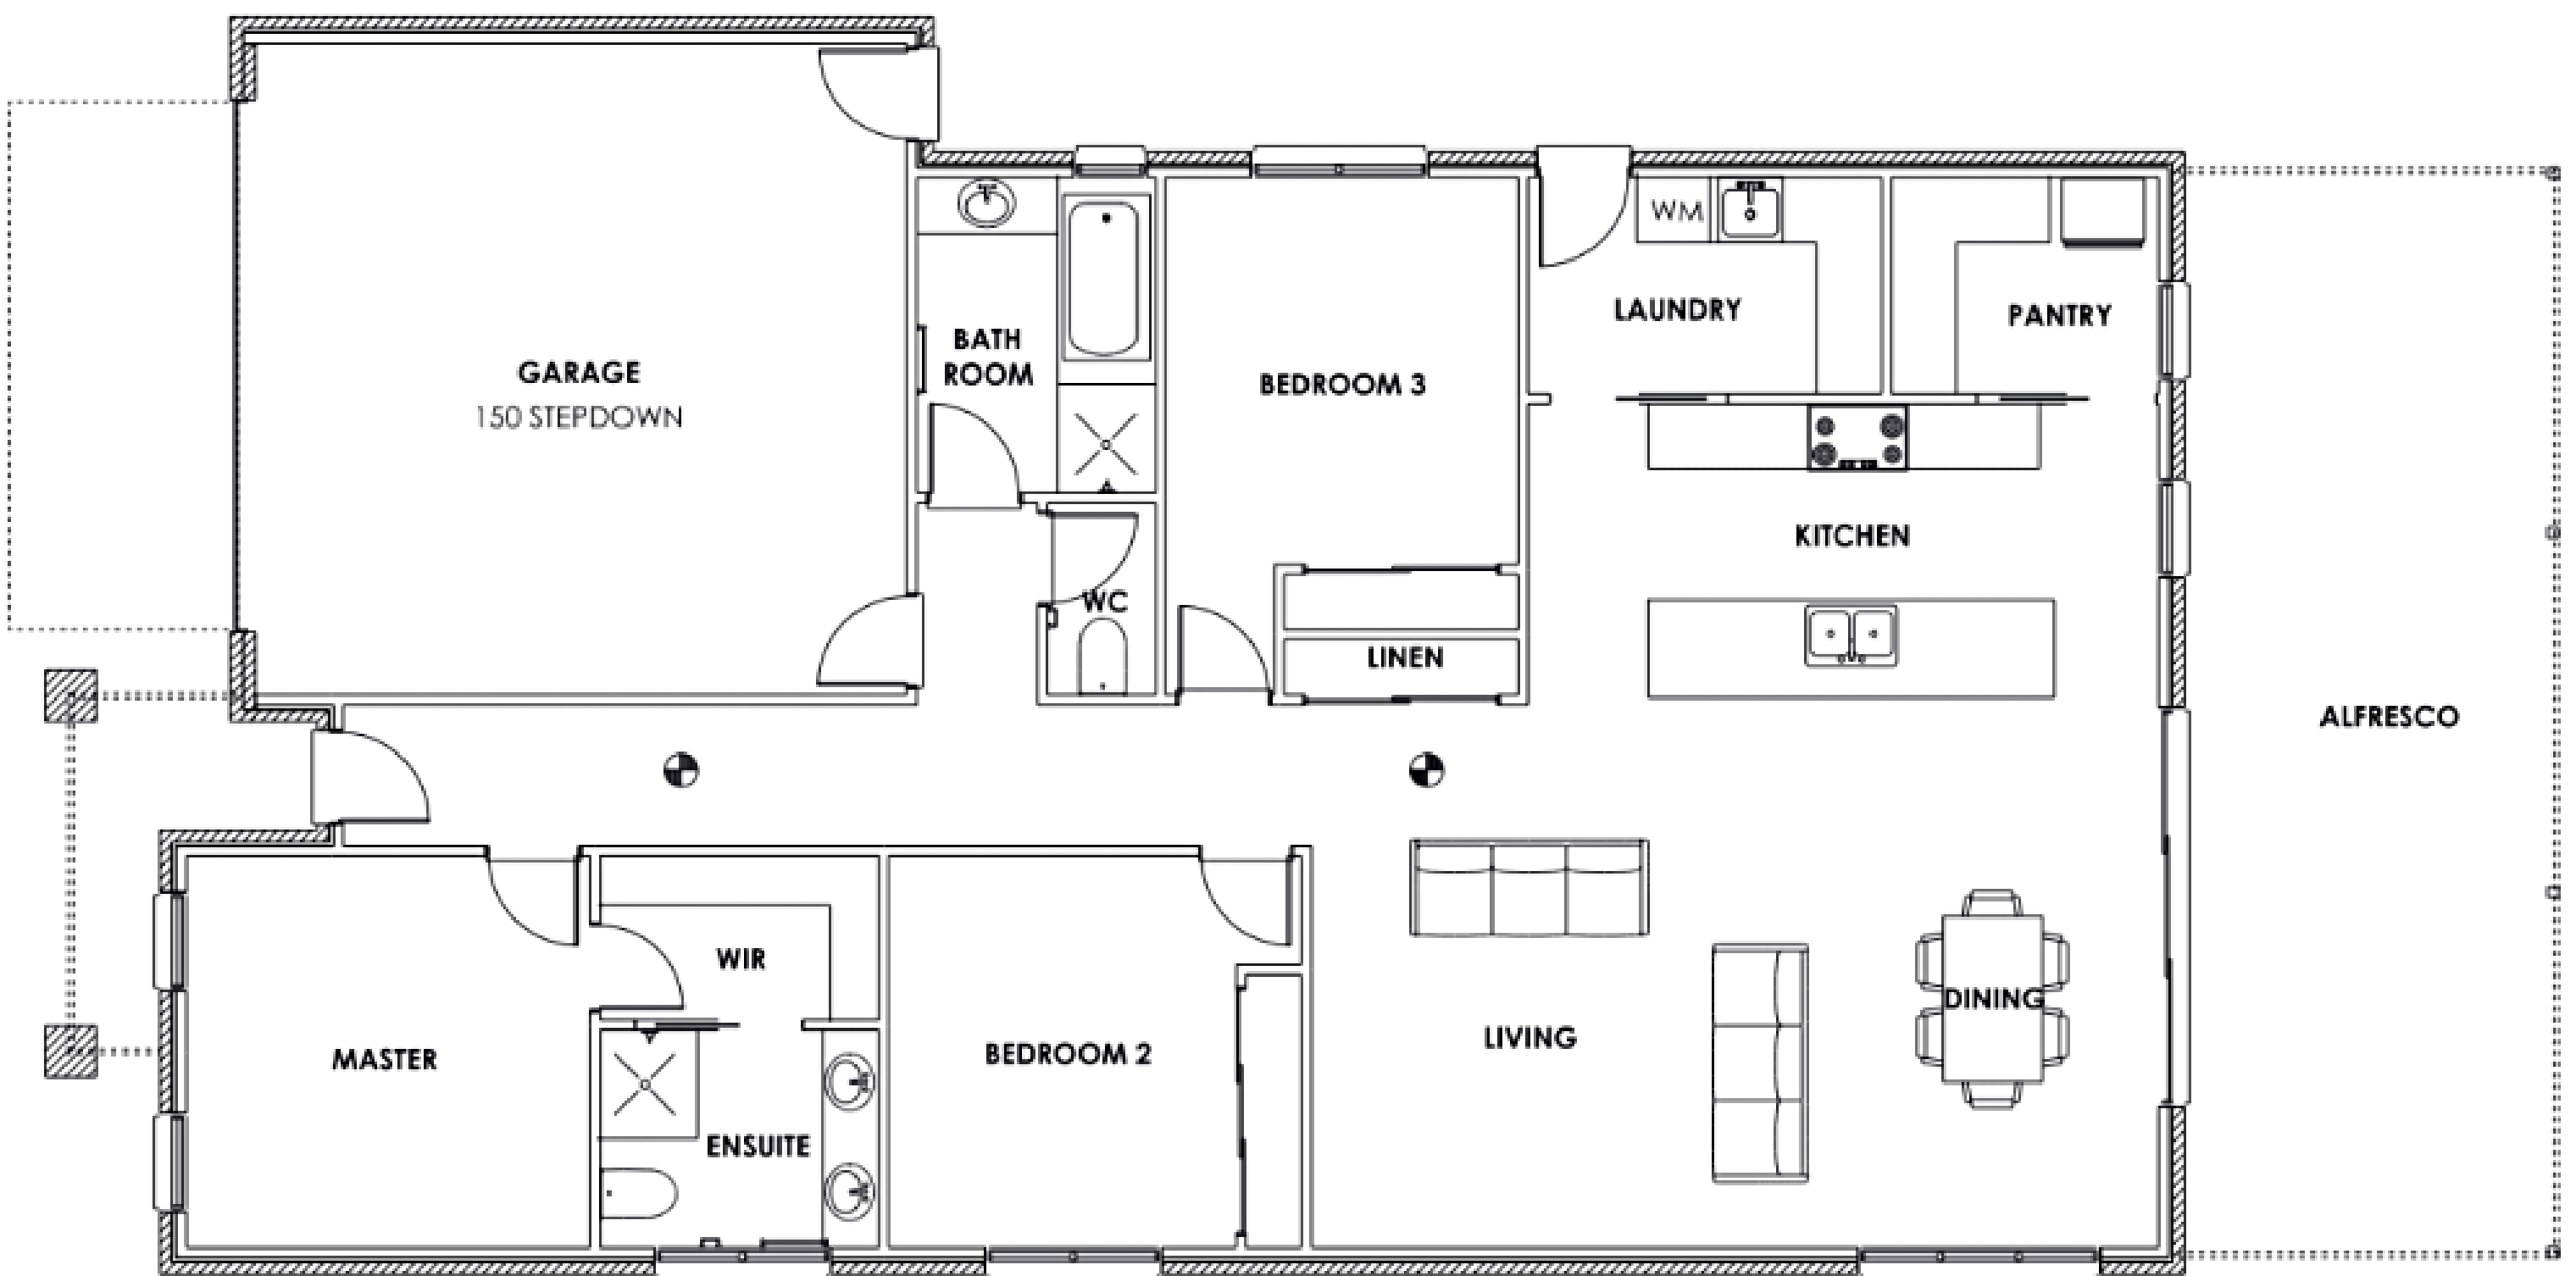 GARAGE
150 STEPDOWN
BATH
ROOM
BEDROOM 3
WM
LAUNDRY
PANTRY
KITCHEN
WC
LINEN
ALFRESCO
MASTER
WIR
ENSUITE
BEDROOM 2
LIVING
DINING